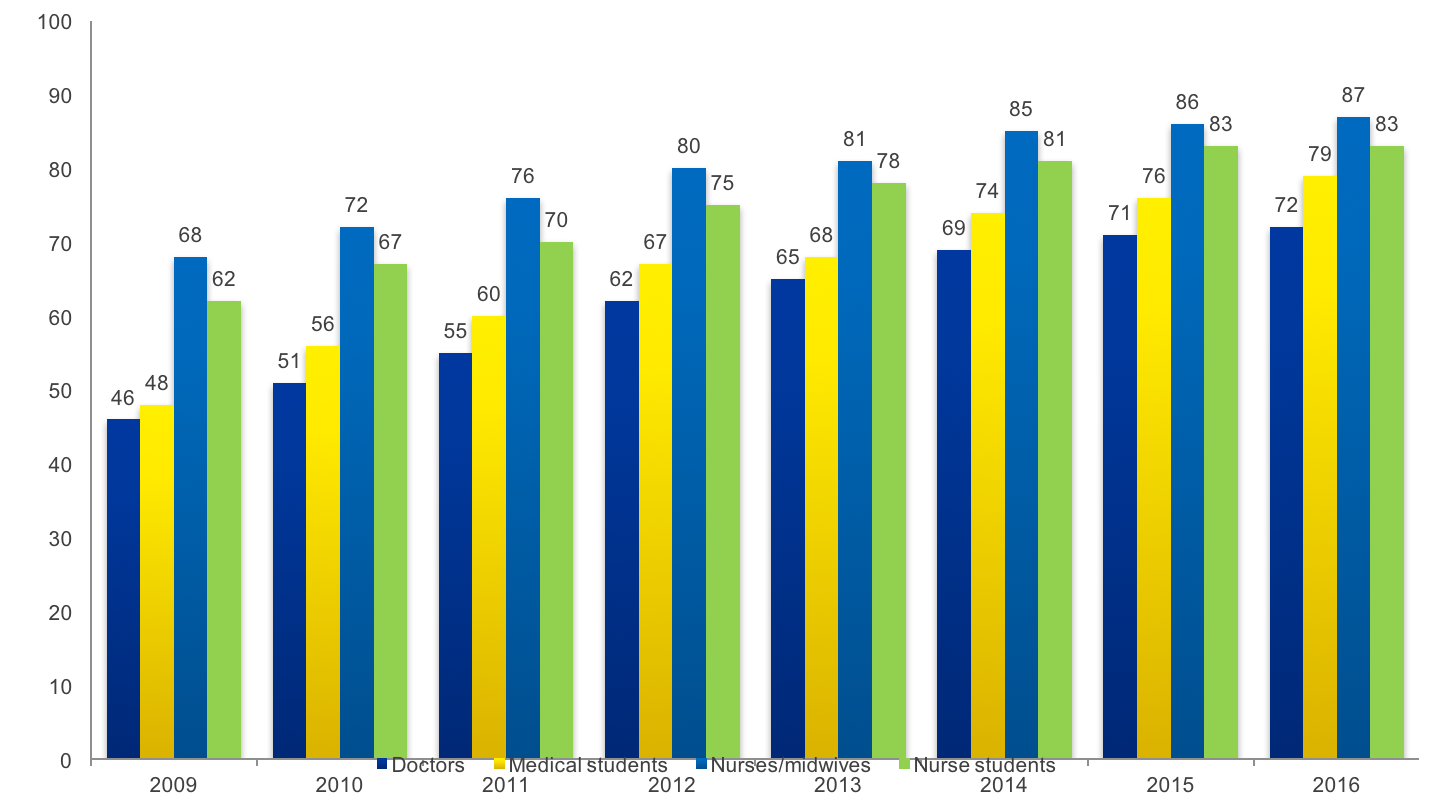 100
90
80
70
60
50
40
30
20
10
0
46 48 68 62
51 56 72 67
55 60 76 70
62 67 80 75
65 68 81 78
69 74 85 81
71 76 86 83
72 79 87 83
Doctors Medical students Nurses/midwives Nurse students
2009 2010 2011 2012 2013 2014 2015 2016